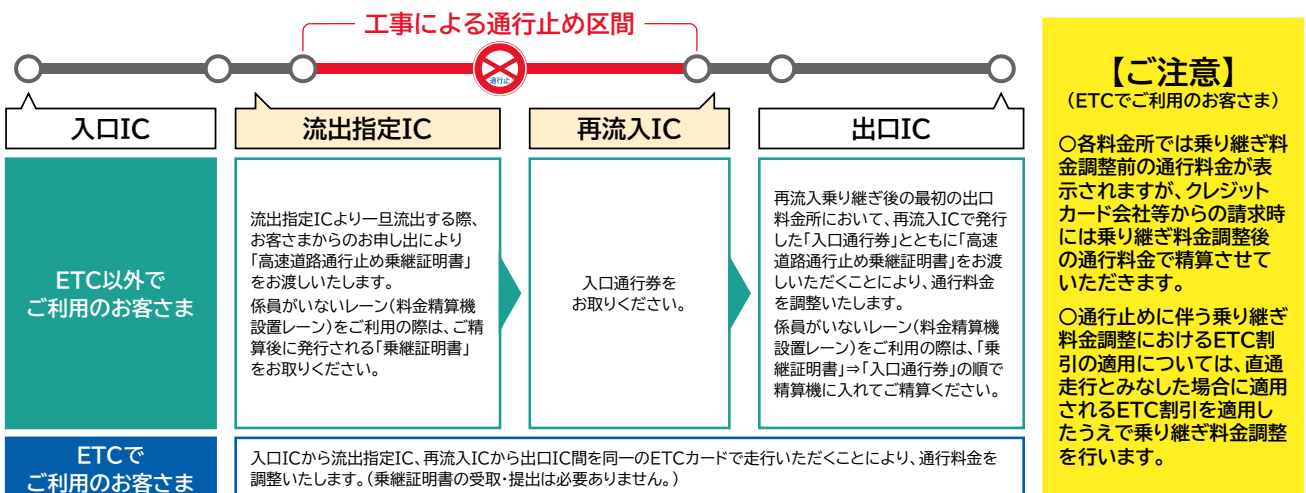 工事による通行止め区間
通行止
入口IC
流出指定IC
再流入IC
出口IC
ETC以外で
ご利用のお客さま
流出指定ICより一旦流出する際、
お客さまからのお申し出により
「高速道路通行止め乗継証明書」
をお渡しいたします。
係員がいないレーン(料金精算機
設置レーン)をご利用の際は、ご精
算後に発行される「乗継証明書」
をお取りください。
入口通行券を
お取りください。
再流入乗り継ぎ後の最初の出口
料金所において、再流入ICで発行
した「入口通行券」とともに「高速
道路通行止め乗継証明書」をお渡
しいただくことにより、通行料金
を調整いたします。
係員がいないレーン(料金精算機
設置レーン)をご利用の際は、「乗
継証明書」⇒「入口通行券」の順で
精算機に入れてご精算ください。
ETCで
ご利用のお客さま
入口ICから流出指定IC、再流入ICから出口IC間を同一のETCカードで走行いただくことにより、通行料金を
調整いたします。(乗継証明書の受取・提出は必要ありません。)
【ご注意】
(ETCでご利用のお客さま)
○各料金所では乗り継ぎ料
金調整前の通行料金が表
示されますが、クレジット
カード会社等からの請求時
には乗り継ぎ料金調整後
の通行料金で精算させて
いただきます。
○通行止めに伴う乗り継ぎ
料金調整におけるETC割
引の適用については、直通
走行とみなした場合に適用
されるETC割引を適用し
たうえで乗り継ぎ料金調整
を行います。